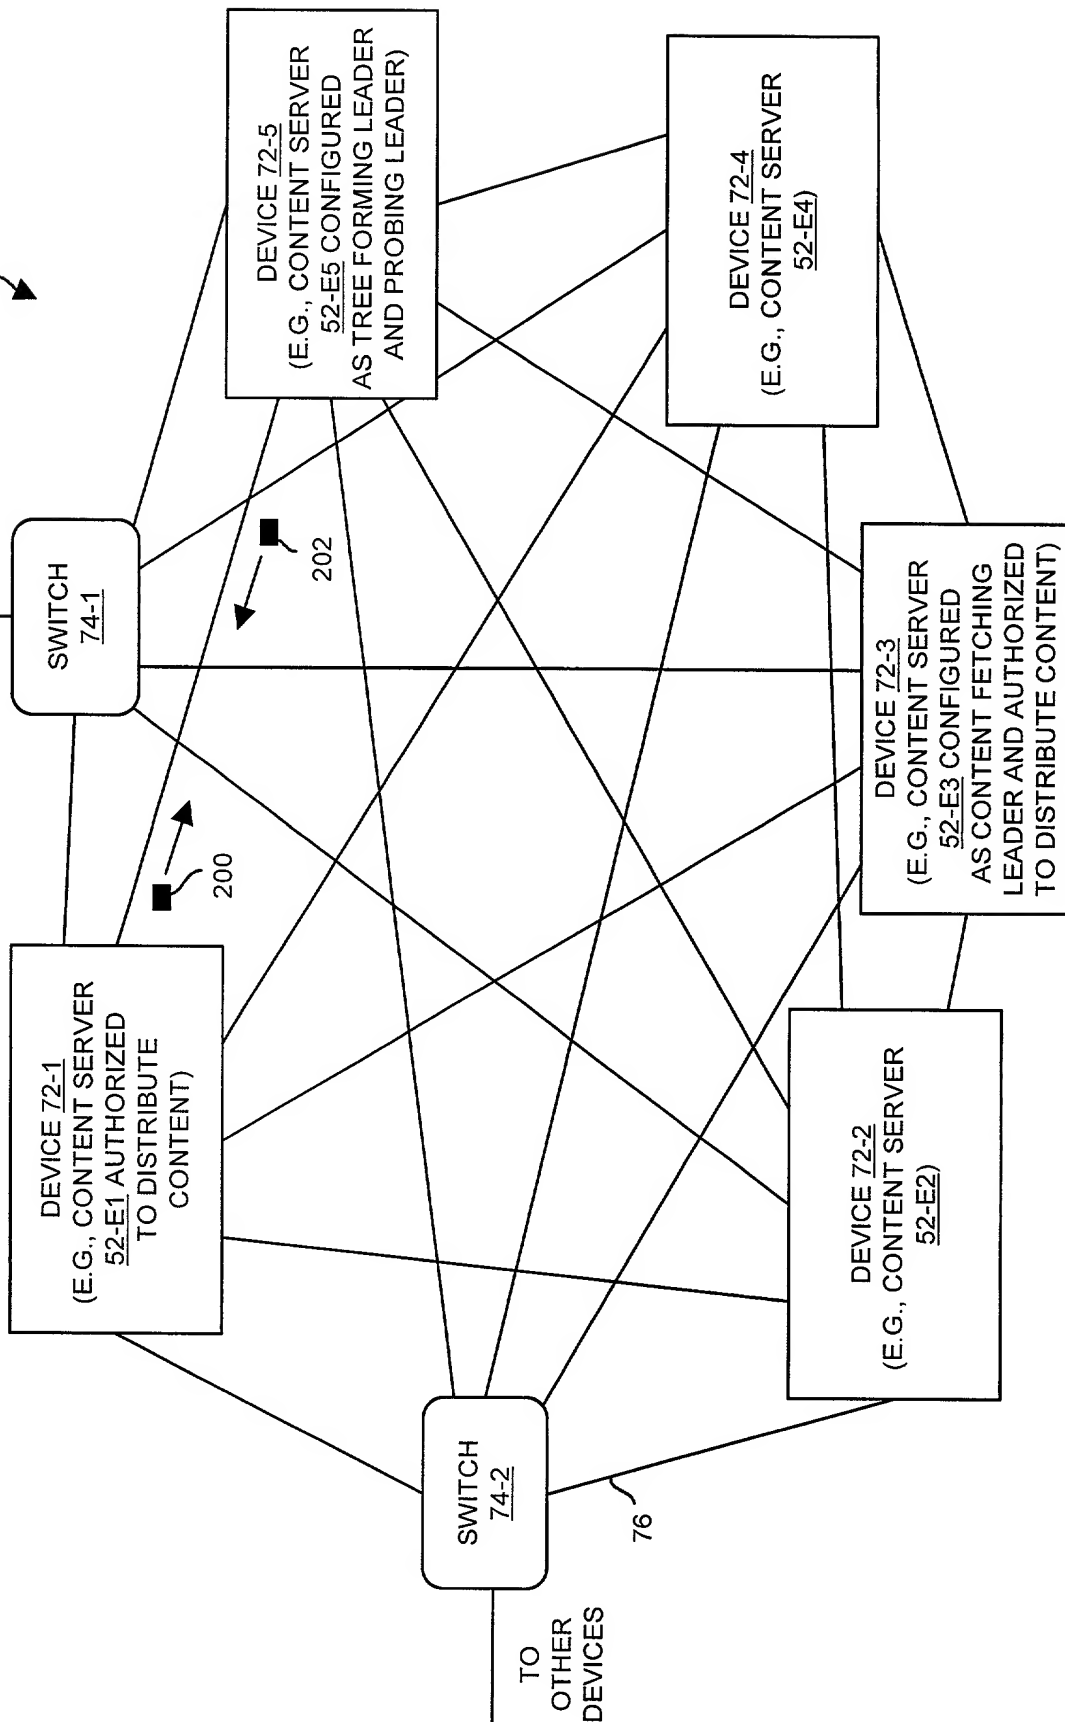 DEVICE 72-1
(E.G., CONTENT SERVER
52-E1 AUTHORIZED
TO DISTRIBUTE
CONTENT)
SWITCH
74-1
DEVICE 72-5
(E.G., CONTENT SERVER
52-E5 CONFIGURED
AS TREE FORMING LEADER
AND PROBING LEADER)
200
202
SWITCH
74-2
TO
OTHER
DEVICES
76
DEVICE 72-2
(E.G., CONTENT SERVER
52-E2)
DEVICE 72-3
(E.G., CONTENT SERVER
52-E3 CONFIGURED
AS CONTENT FETCHING
LEADER AND AUTHORIZED
TO DISTRIBUTE CONTENT)
DEVICE 72-4
(E.G., CONTENT SERVER
52-E4)